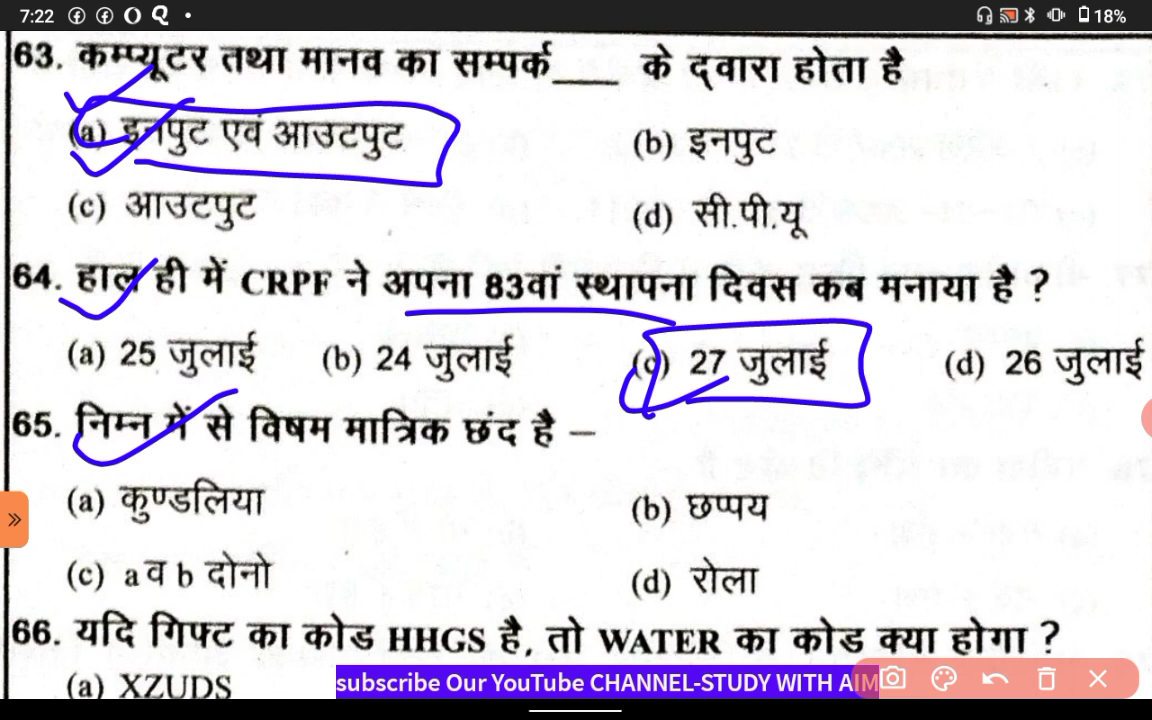 7:22
18%
63. कम्प्यूटर तथा मानव का सम्पर्क_____ के द्वारा होता है
(a) इनपुट एवं आउटपुट (b) इनपुट
(c) आउटपुट (d) सी.पी.यू
64. हाल ही में CRPF ने अपना 83वां स्थापना दिवस कब मनाया है ?
(a) 25 जुलाई (b) 24 जुलाई (c) 27 जुलाई (d) 26 जुलाई
65. निम्न में से विषम मात्रिक छंद है –
(a) कुण्डलिया (b) छप्पय
(c) a व b दोनो (d) रोला
66. यदि गिफ्ट का कोड HHGS है, तो WATER का कोड क्या होगा ?
(a) XZUDS
subscribe Our YouTube CHANNEL-STUDY WITH AIM